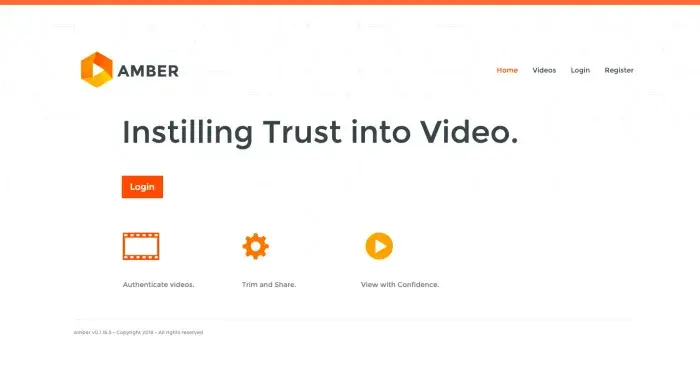 AMBER
Home Videos Login Register
Instilling Trust into Video.
Login
Authenticate videos. Trim and Share. View with Confidence.
Amber v0.1.16.5 - Copyright 2018 - All rights reserved